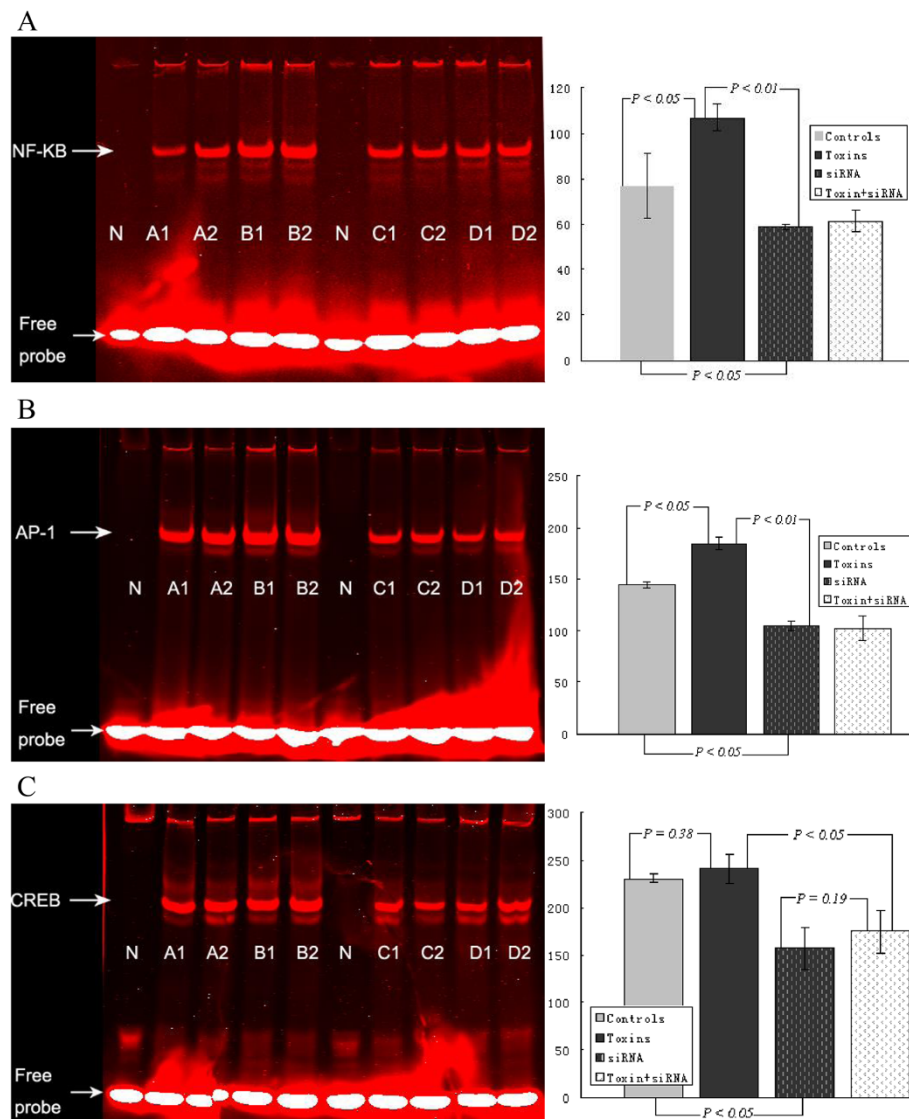 A
NF-KB
N A1 A2 B1 B2 N C1 C2 D1 D2
Free
probe
120
100
80
60
40
20
0
P < 0.05
P < 0.01
Controls
Toxins
siRNA
Toxin+siRNA
P < 0.05
B
AP-1
N A1 A2 B1 B2 N C1 C2 D1 D2
Free
probe
250
200
150
100
50
0
P < 0.05
P < 0.01
Controls
Toxins
siRNA
Toxin+siRNA
P < 0.05
C
CREB
N A1 A2 B1 B2 N C1 C2 D1 D2
Free
probe
300
250
200
150
100
50
0
P = 0.38
P < 0.05
P = 0.19
Controls
Toxins
siRNA
Toxin+siRNA
P < 0.05